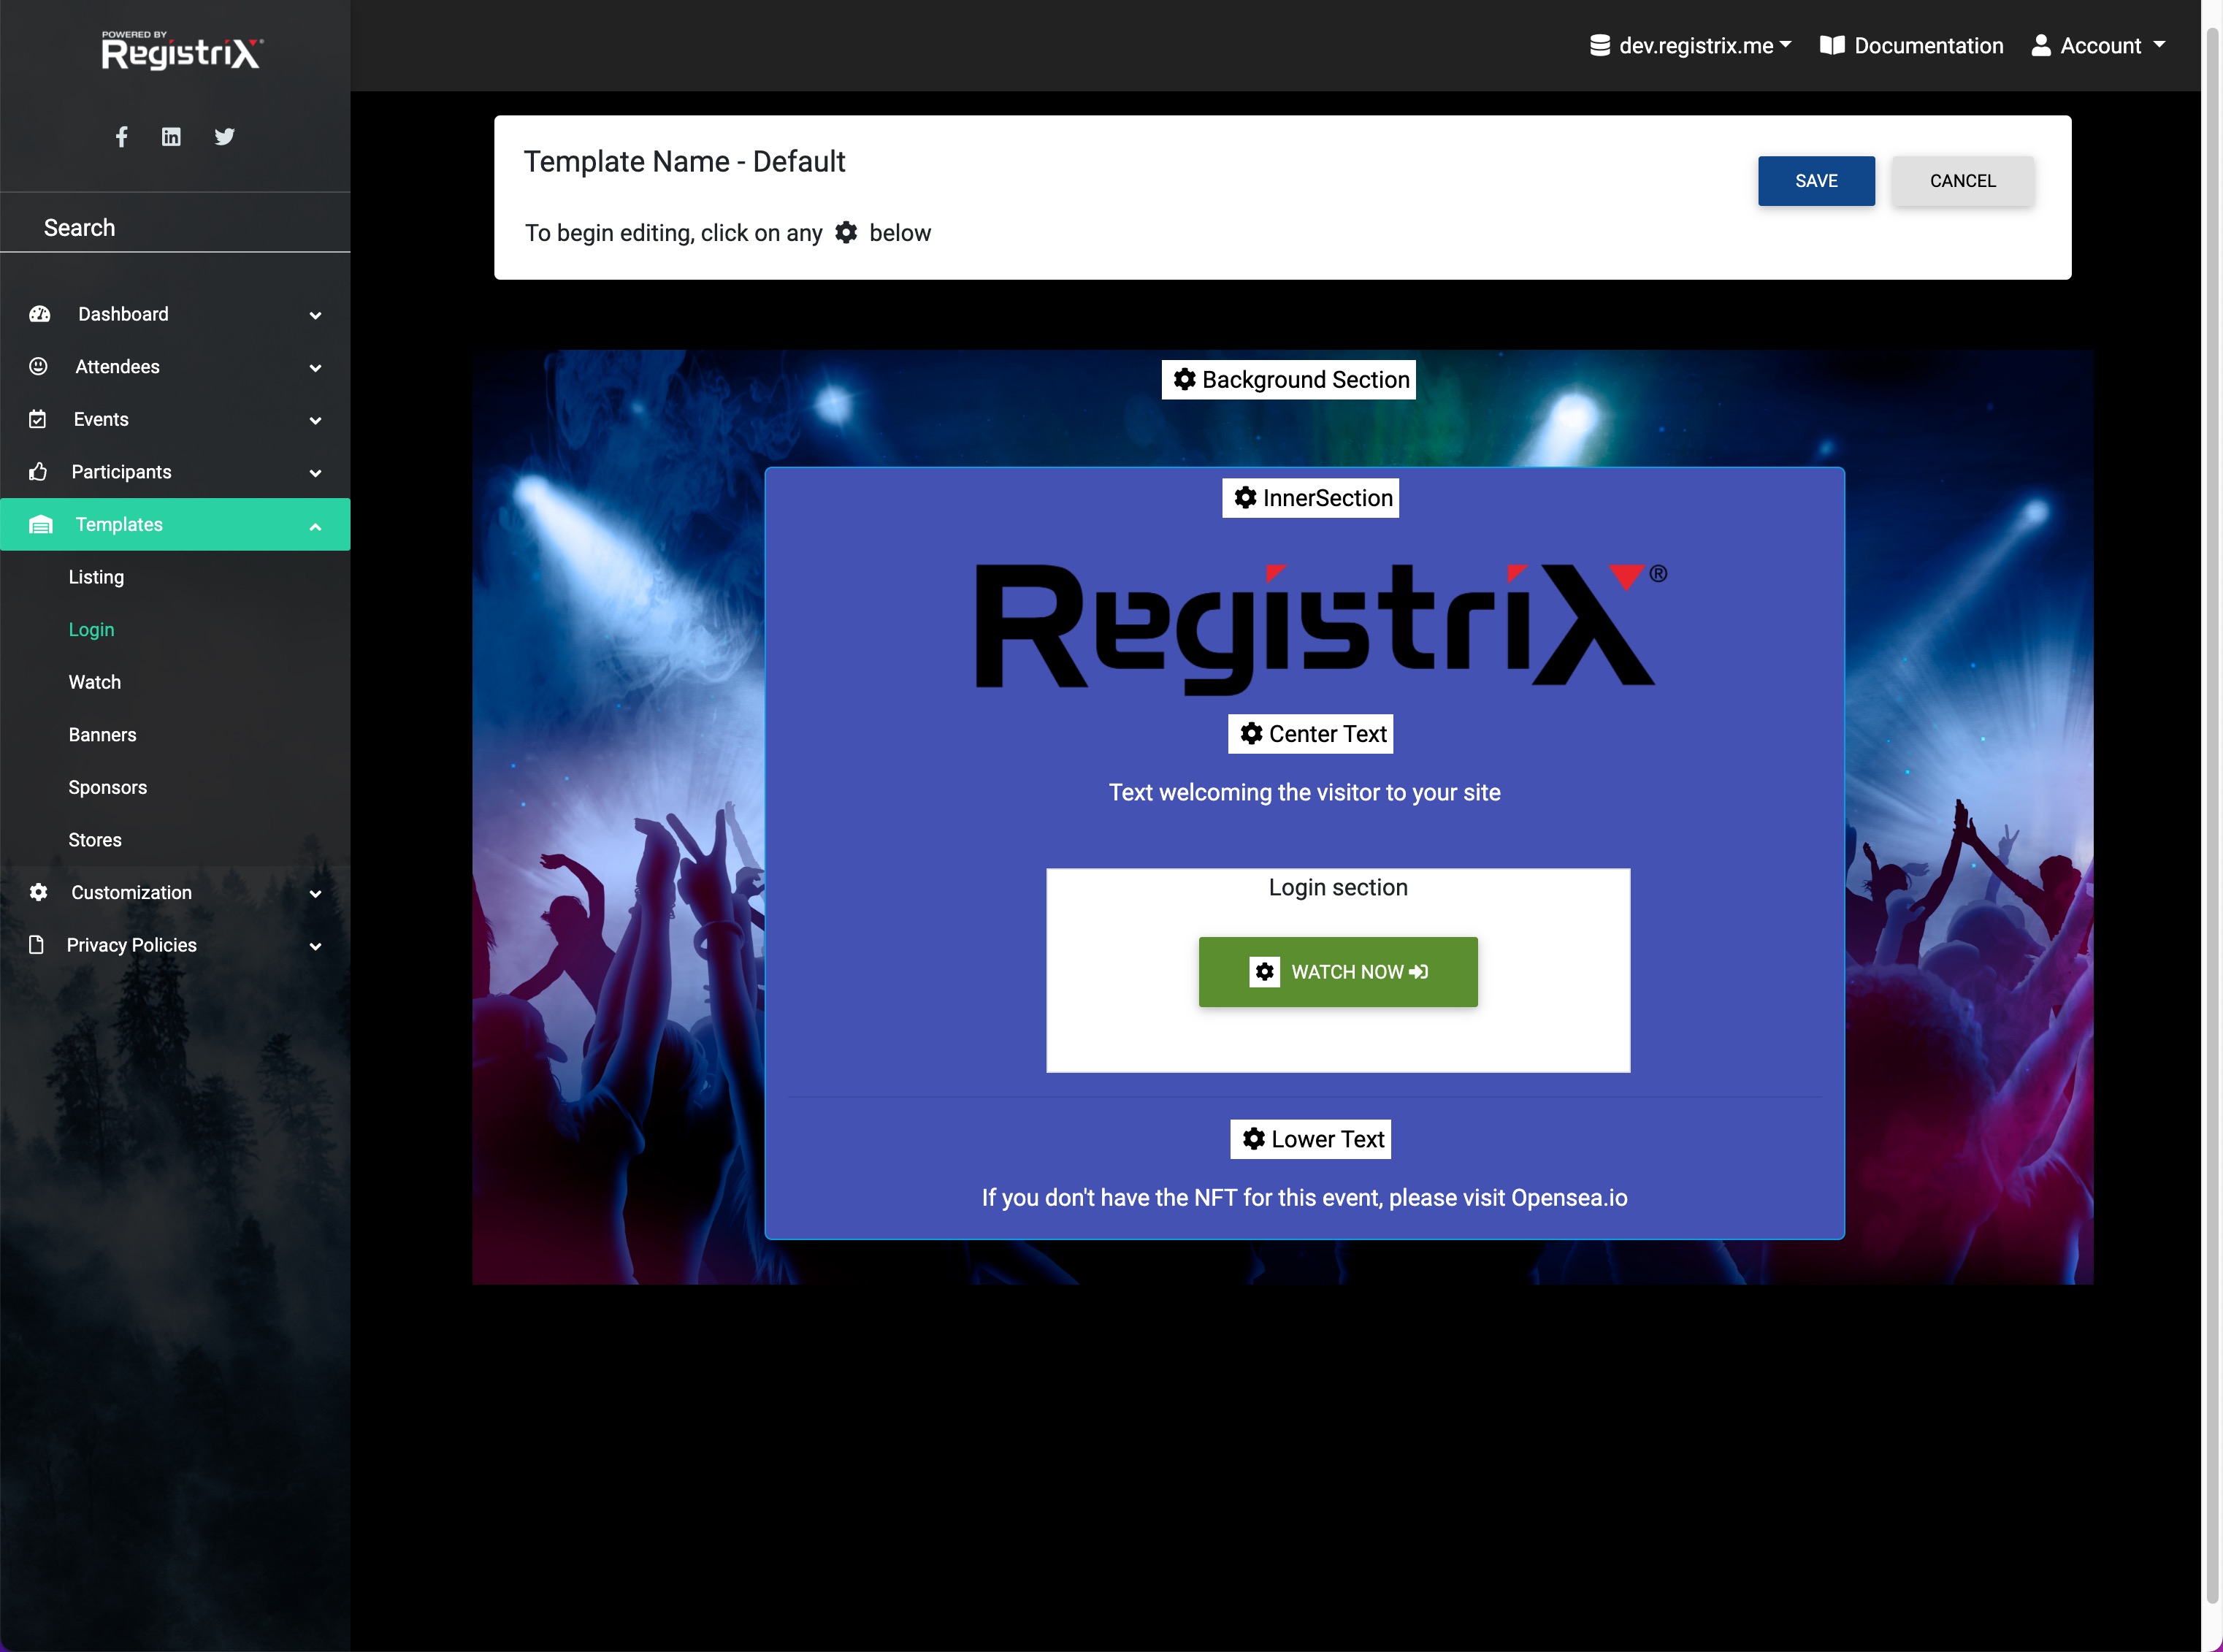 POWERED BY
RegistriX
Search
Dashboard
Attendees
Events
Participants
Templates
Listing
Login
Watch
Banners
Sponsors
Stores
Customization
Privacy Policies
dev.registrix.me
Documentation
Account
Template Name - Default
SAVE
CANCEL
To begin editing, click on any below
Background Section
InnerSection
RegistriX®
Center Text
Text welcoming the visitor to your site
Login section
WATCH NOW
Lower Text
If you don't have the NFT for this event, please visit Opensea.io